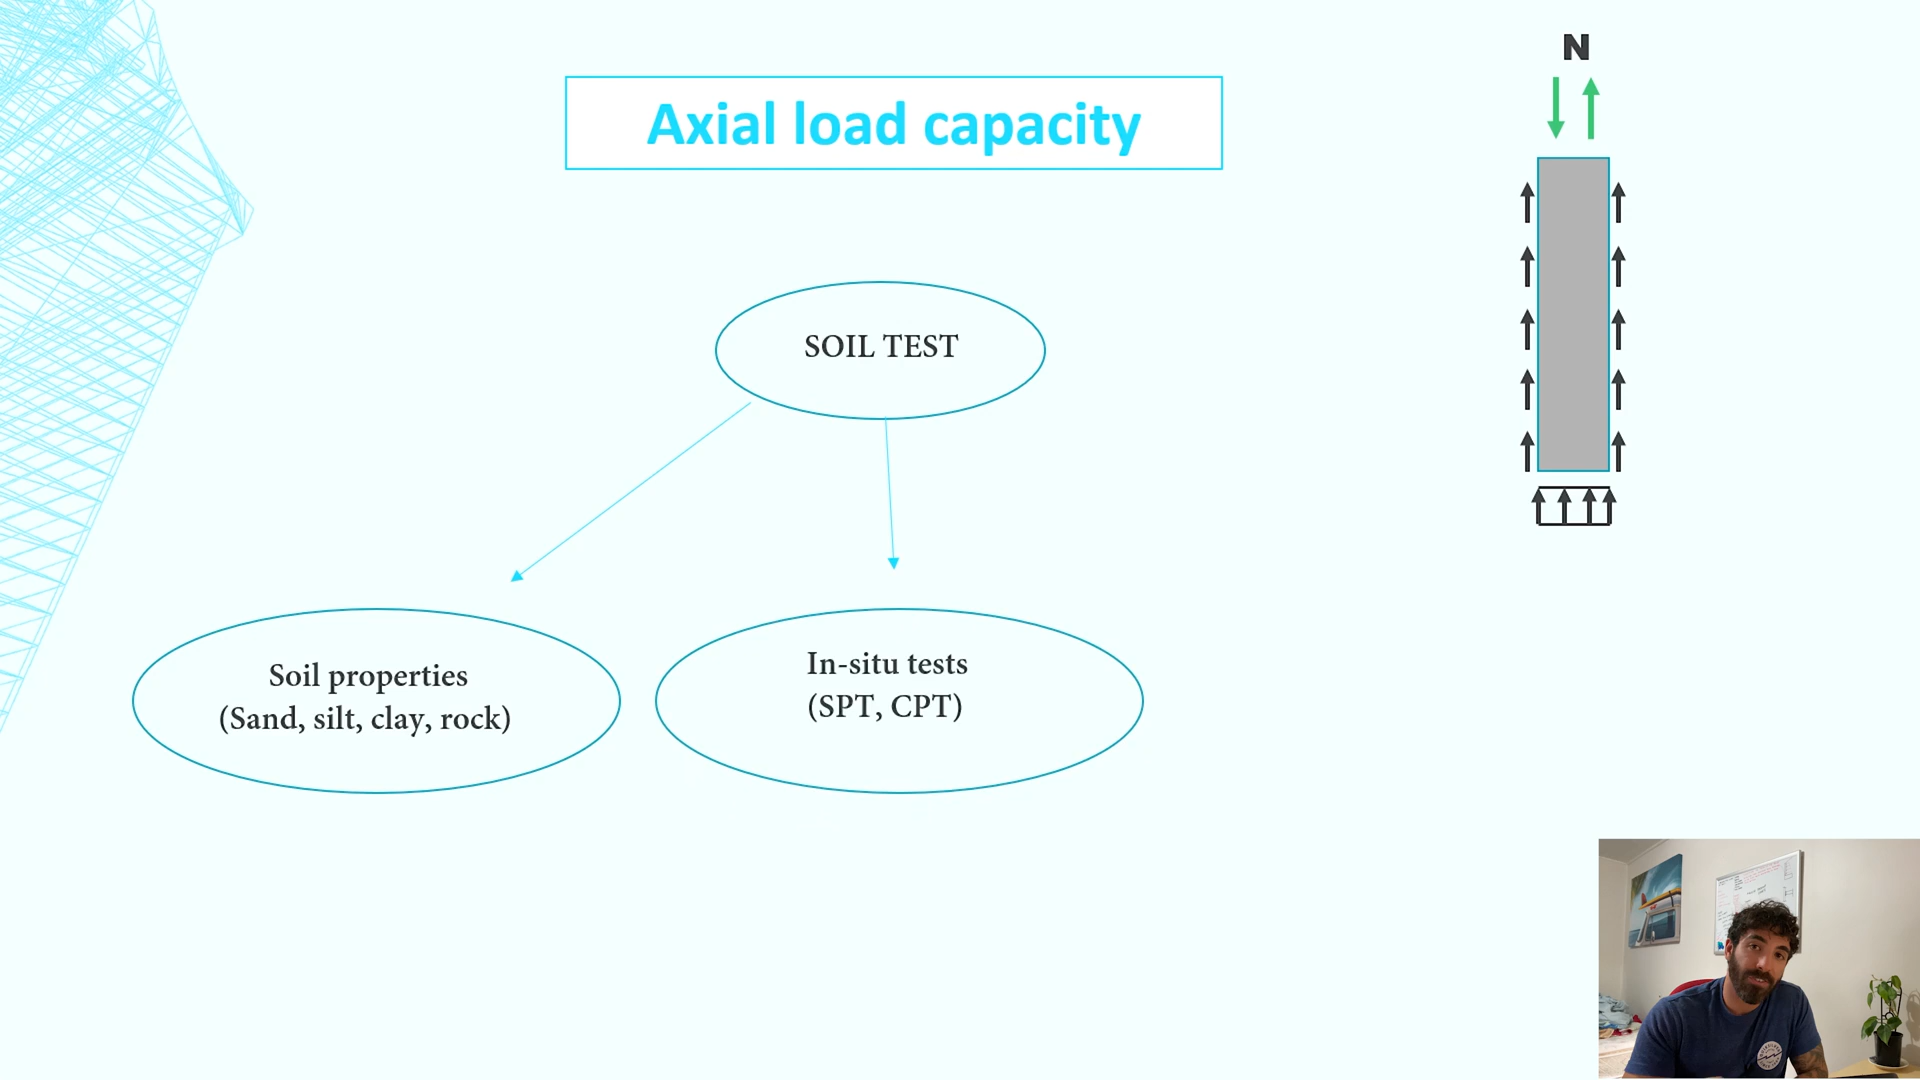 N
Axial load capacity
SOIL TEST
Soil properties
(Sand, silt, clay, rock)
In-situ tests
(SPT, CPT)